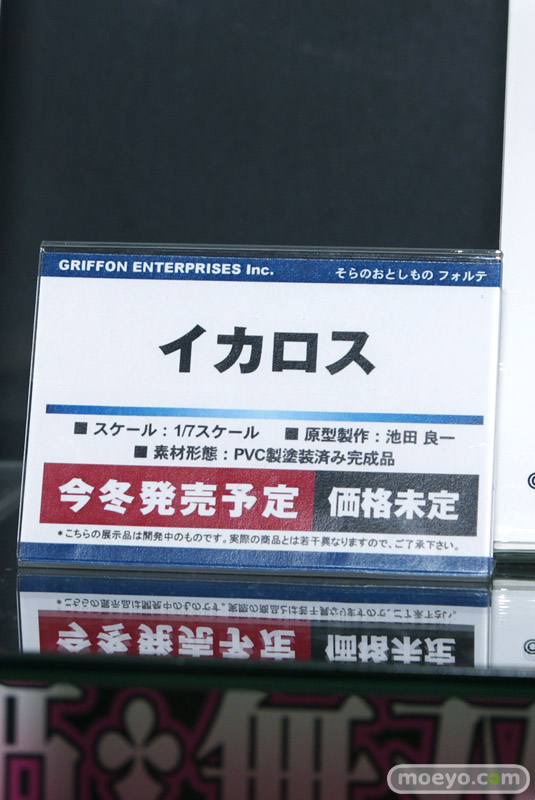 GRIFFON ENTERPRISES Inc. そらのおとしもの フォルテ
イカロス
■ スケール：1/7スケール ■ 原型製作：池田 良一
■ 素材形態：PVC製塗装済み完成品
今冬発売予定 価格未定
*こちらの展示品は開発中のものです。実際の商品とは若干異なりますので、ご了承下さい。
©
moeyo.com